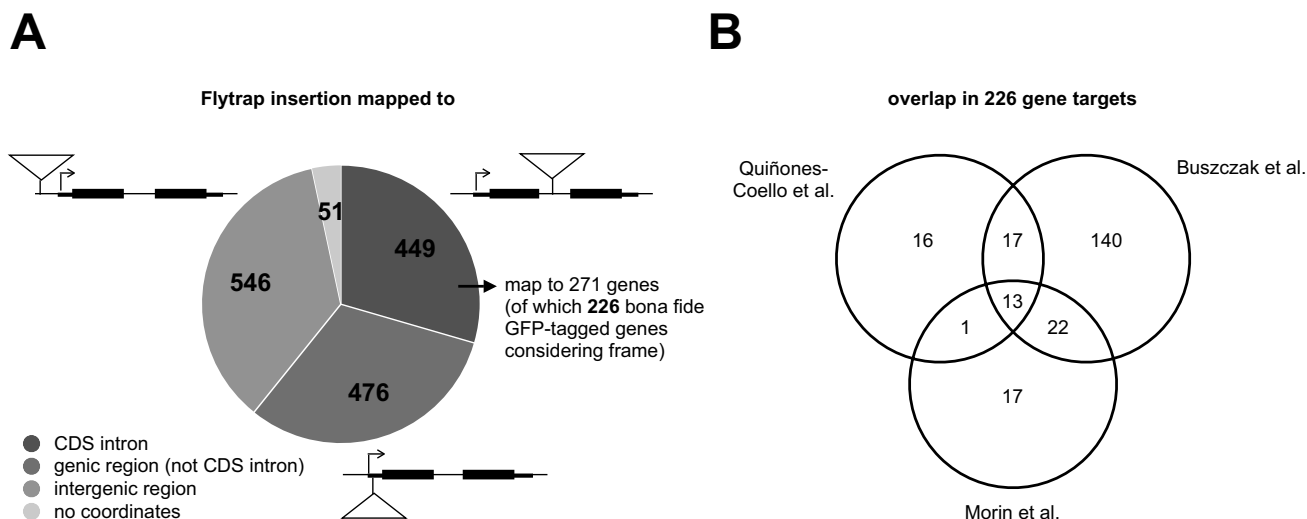 A
Flytrap insertion mapped to
51
449
546
476
map to 271 genes
(of which 226 bona fide
GFP-tagged genes
considering frame)
CDS intron
genic region (not CDS intron)
intergenic region
no coordinates
B
overlap in 226 gene targets
Quiñones-
Coello et al.
Buszczak et al.
16
17
140
13
1
22
17
Morin et al.